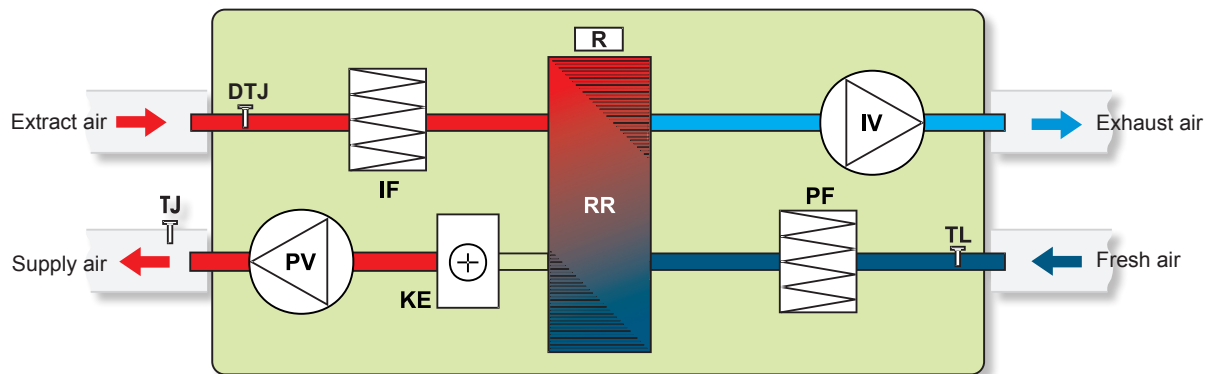 R
DTJ
Extract air
IV
Exhaust air
IF
PF
RR
TJ
TL
Supply air
PV
KE
Fresh air